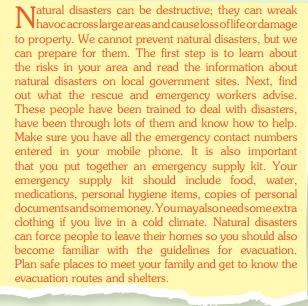 Natural disasters can be destructive; they can wreak
havoc across large areas and cause loss of life or damage
to property. We cannot prevent natural disasters, but we
can prepare for them. The first step is to learn about
the risks in your area and read the information about
natural disasters on local government sites. Next, find
out what the rescue and emergency workers advise.
These people have been trained to deal with disasters,
have been through lots of them and know how to help.
Make sure you have all the emergency contact numbers
entered in your mobile phone. It is also important
that you put together an emergency supply kit. Your
emergency supply kit should include food, water,
medications, personal hygiene items, copies of personal
documents and some money. You may also need some extra
clothing if you live in a cold climate. Natural disasters
can force people to leave their homes so you should also
become familiar with the guidelines for evacuation.
Plan safe places to meet your family and get to know the
evacuation routes and shelters.